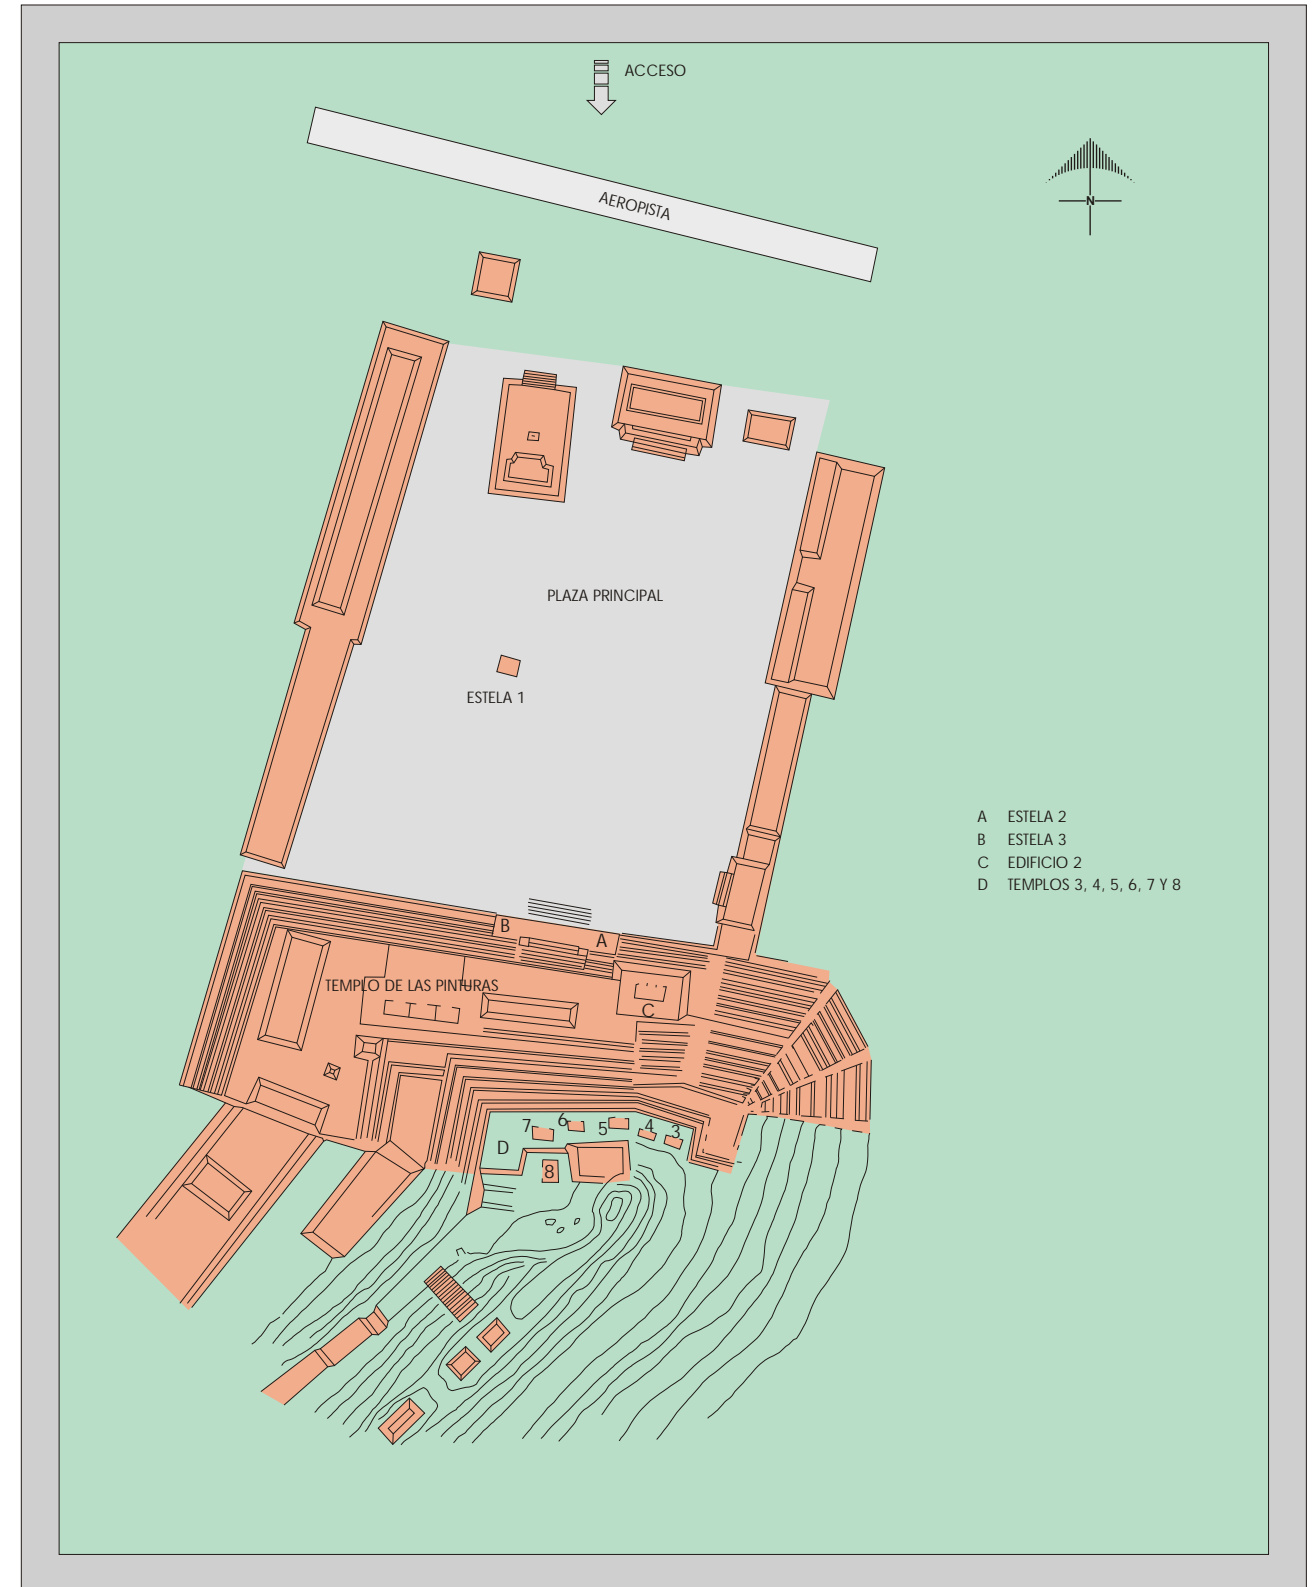 ACCESO
AEROPISTA
N
PLAZA PRINCIPAL
ESTELA 1
A ESTELA 2
B ESTELA 3
C EDIFICIO 2
D TEMPLOS 3, 4, 5, 6, 7 Y 8
B
A
TEMPLO DE LAS PINTURAS
C
7
6
5
4
3
D
8